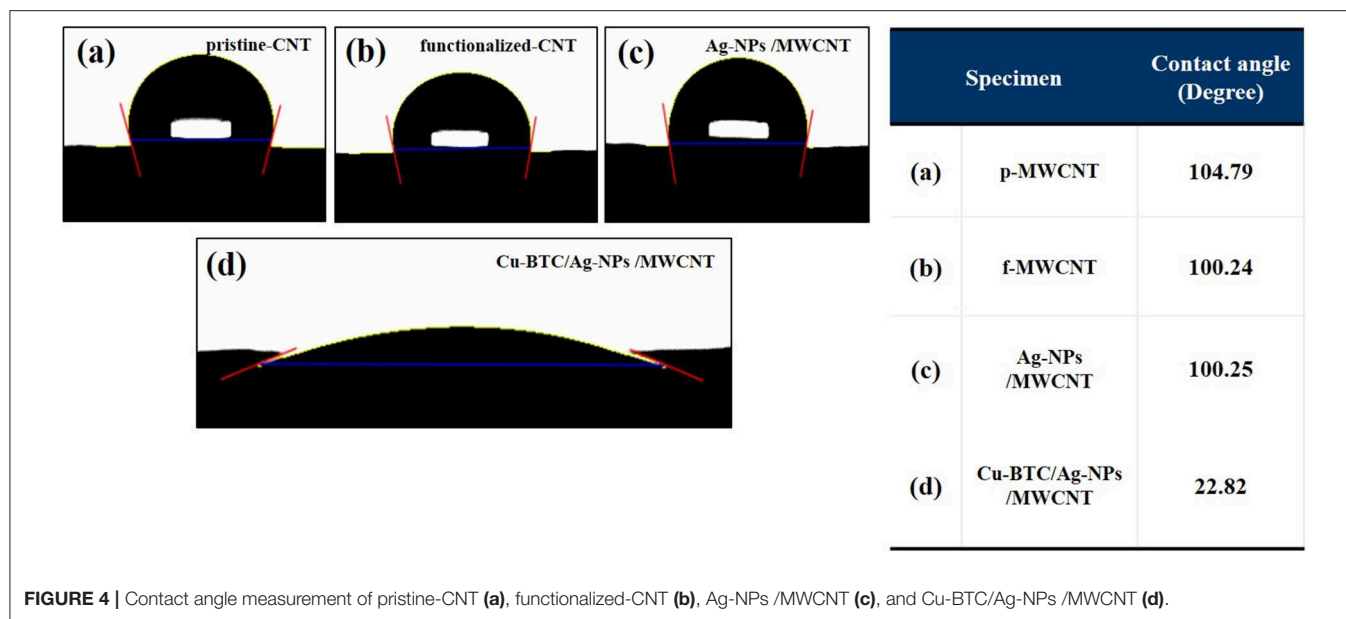 (a)
pristine-CNT
(b)
functionalized-CNT
(c)
Ag-NPs /MWCNT
(d)
Cu-BTC/Ag-NPs /MWCNT
Specimen
Contact angle
(Degree)
(a)
p-MWCNT
104.79
(b)
f-MWCNT
100.24
(c)
Ag-NPs
/MWCNT
100.25
(d)
Cu-BTC/Ag-NPs
/MWCNT
22.82
FIGURE 4 | Contact angle measurement of pristine-CNT (a), functionalized-CNT (b), Ag-NPs /MWCNT (c), and Cu-BTC/Ag-NPs /MWCNT (d).